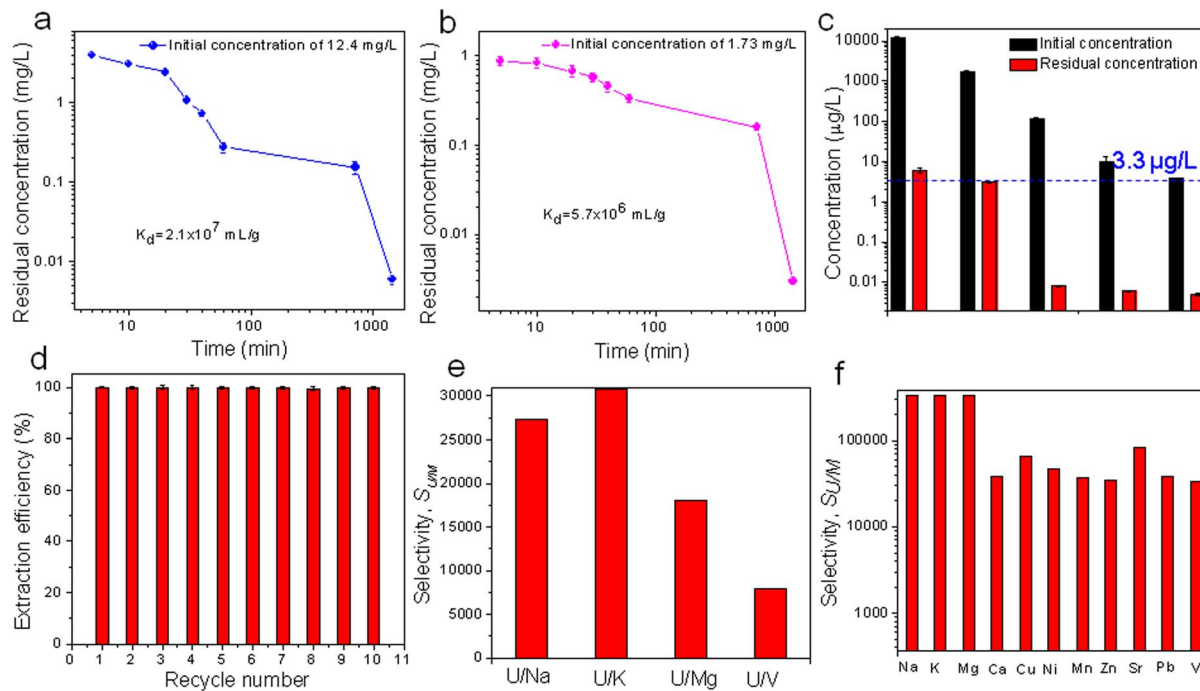 a
Initial concentration of 12.4 mg/L
Residual concentration (mg/L)
1
0.1
0.01
K_d=2.1x10^7 mL/g
10
100
1000
Time (min)
b
Initial concentration of 1.73 mg/L
Residual concentration (mg/L)
1
0.1
0.01
K_d=5.7x10^6 mL/g
10
100
1000
Time (min)
c
Initial concentration
Residual concentration
Concentration (µg/L)
10000
1000
100
10
1
0.1
0.01
3.3 µg/L
d
Extraction efficiency (%)
100
80
60
40
20
0
0 1 2 3 4 5 6 7 8 9 10 11
Recycle number
e
Selectivity, S_U/M
30000
25000
20000
15000
10000
5000
0
U/Na U/K U/Mg U/V
f
Selectivity, S_U/M
100000
10000
1000
Na K Mg Ca Cu Ni Mn Zn Sr Pb V